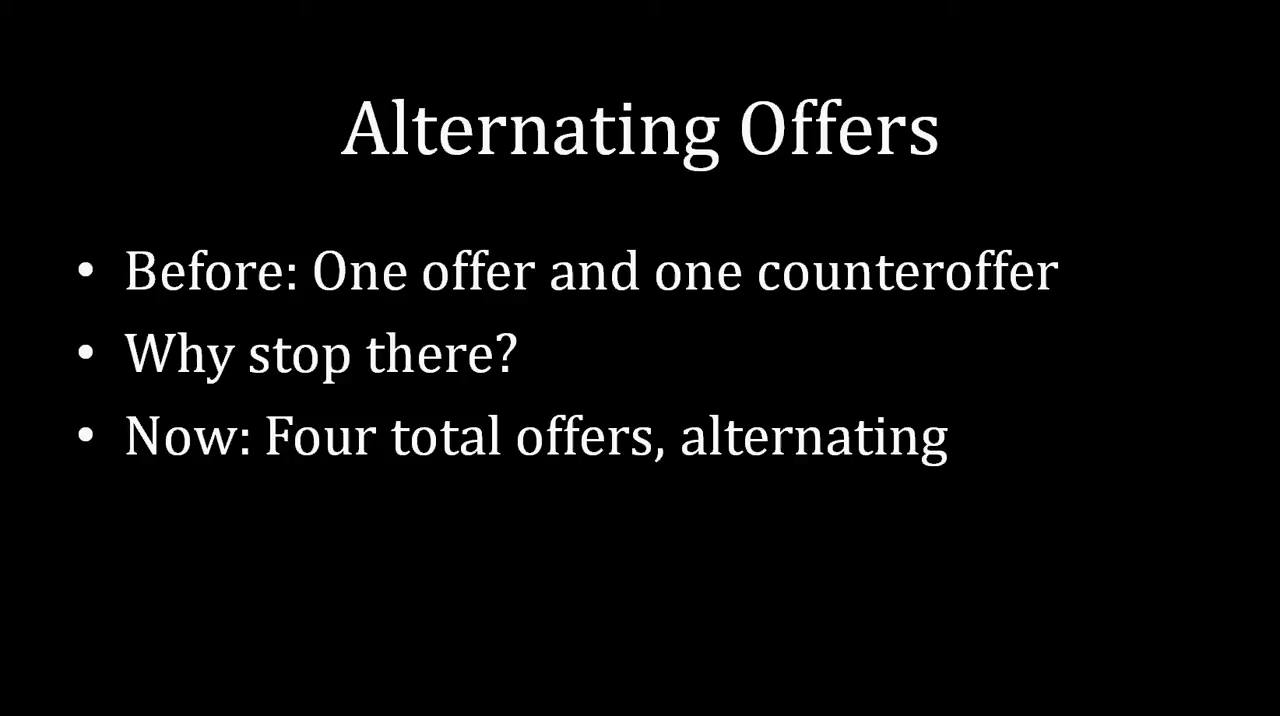 Alternating Offers
• Before: One offer and one counteroffer
• Why stop there?
• Now: Four total offers, alternating